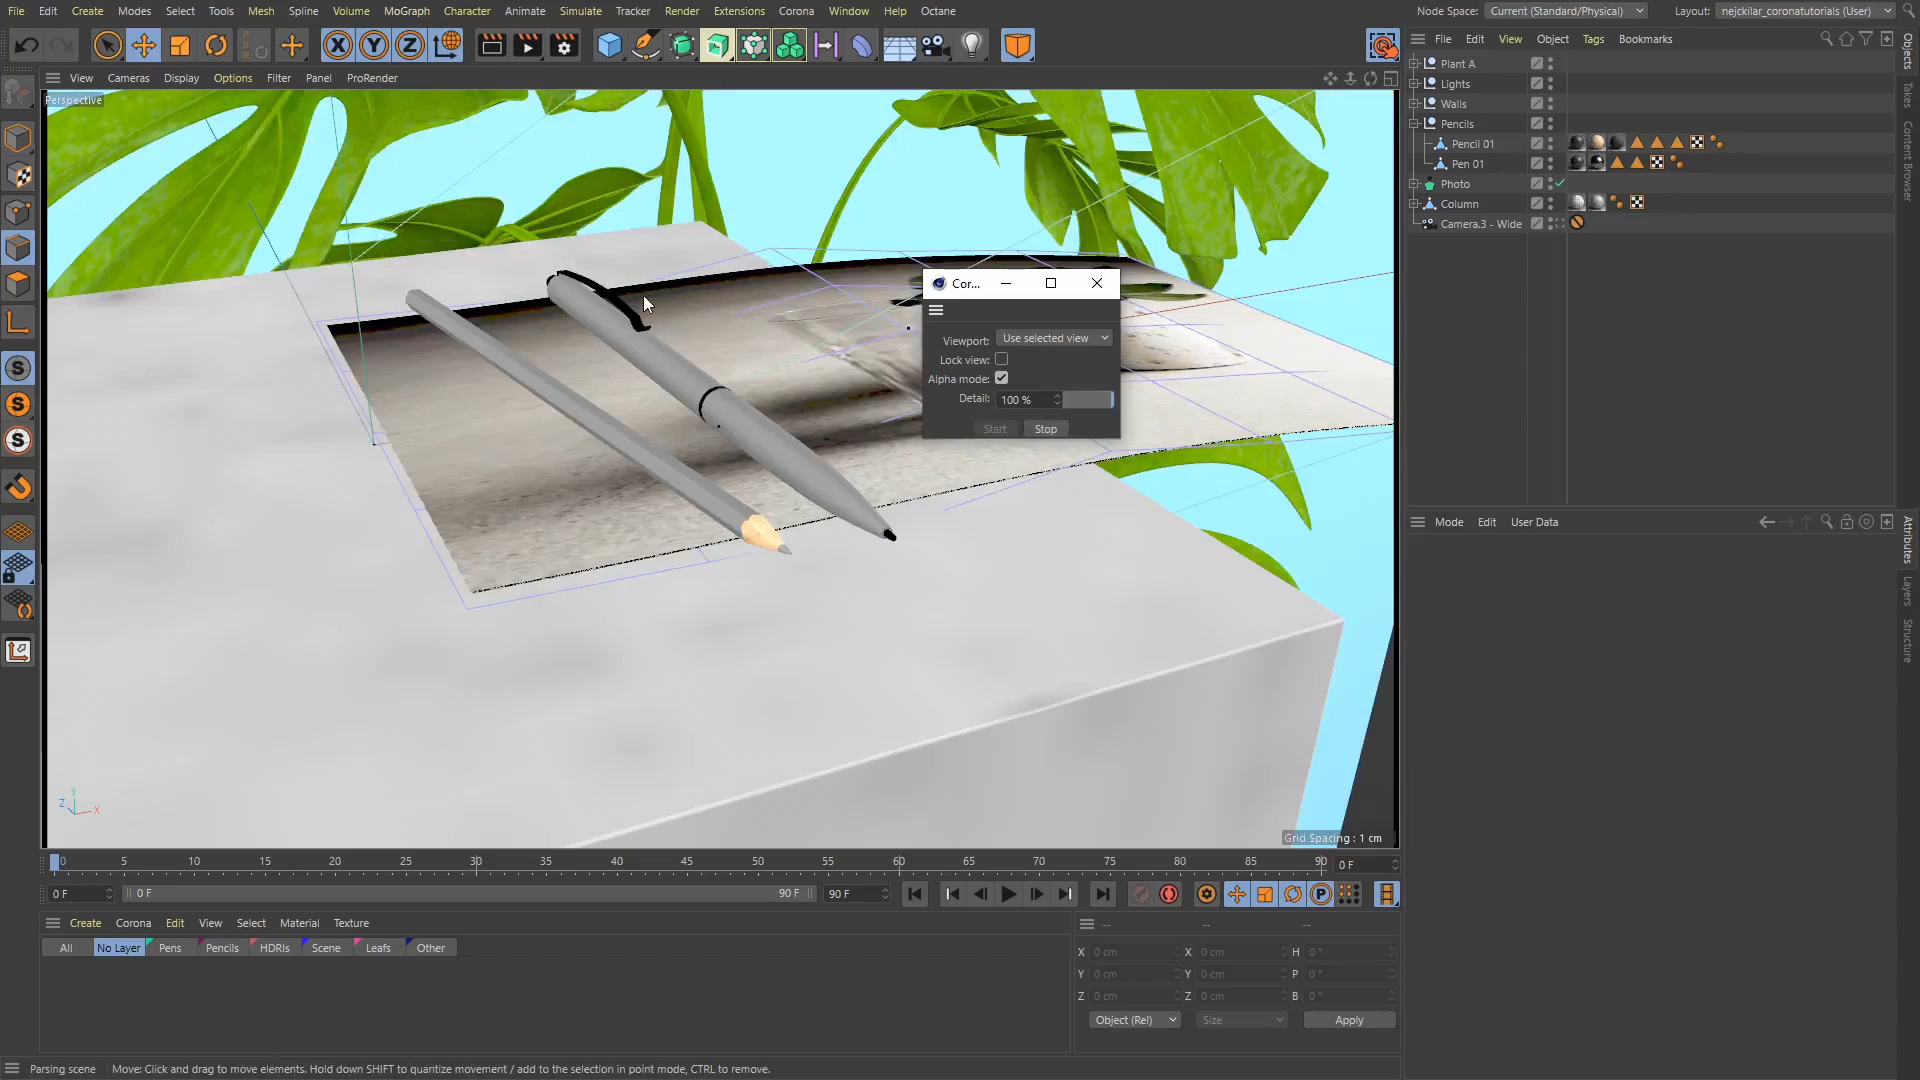 File Edit Create Modes Select Tools Mesh Spline Volume MoGraph Character Animate Simulate Tracker Render Extensions Corona Window Help Octane
Node Space: Current (Standard/Physical) Layout: nejckilar_coronatutorials (User)
X Y Z
File Edit View Object Tags Bookmarks
View Cameras Display Options Filter Panel ProRender
Perspective
Plant A
Lights
Walls
Pencils
Pencil 01
Pen 01
Photo
Column
Camera.3 - Wide
Objects
Takes
Content Browser
Cor...
Viewport: Use selected view
Lock view:
Alpha mode:
Detail: 100 %
Start Stop
Mode Edit User Data
Attributes
Layers
Structure
S
S
S
Y
Z X
Grid Spacing : 1 cm
0 5 10 15 20 25 30 35 40 45 50 55 60 65 70 75 80 85 90 0 F
0 F 0 F 90 F 90 F
P
Create Corona Edit View Select Material Texture
All No Layer Pens Pencils HDRIs Scene Leafs Other
-- -- --
X 0 cm X 0 cm H 0 °
Y 0 cm Y 0 cm P 0 °
Z 0 cm Z 0 cm B 0 °
Object (Rel) Size Apply
Parsing scene Move: Click and drag to move elements. Hold down SHIFT to quantize movement / add to the selection in point mode, CTRL to remove.